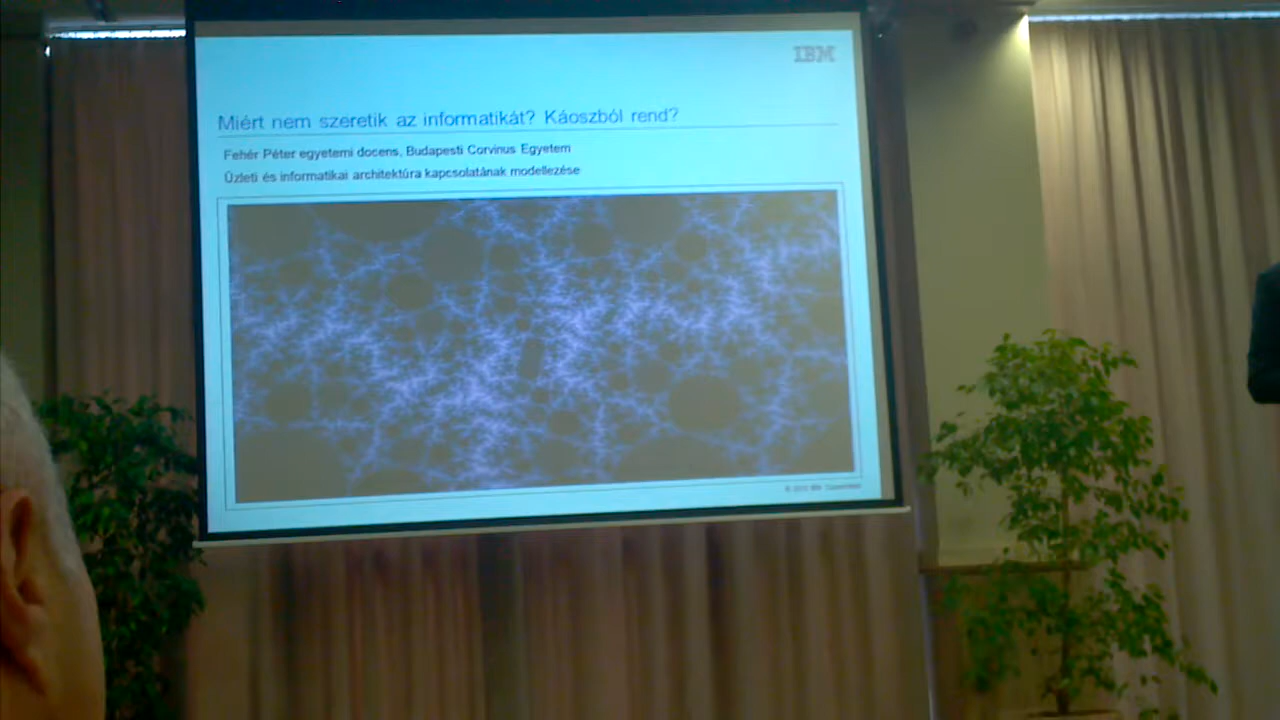 IBM
Miért nem szeretik az informatikát? Káoszból rend?
Fehér Péter egyetemi docens, Budapesti Corvinus Egyetem
Üzleti és informatikai architektúra kapcsolatának modellezése